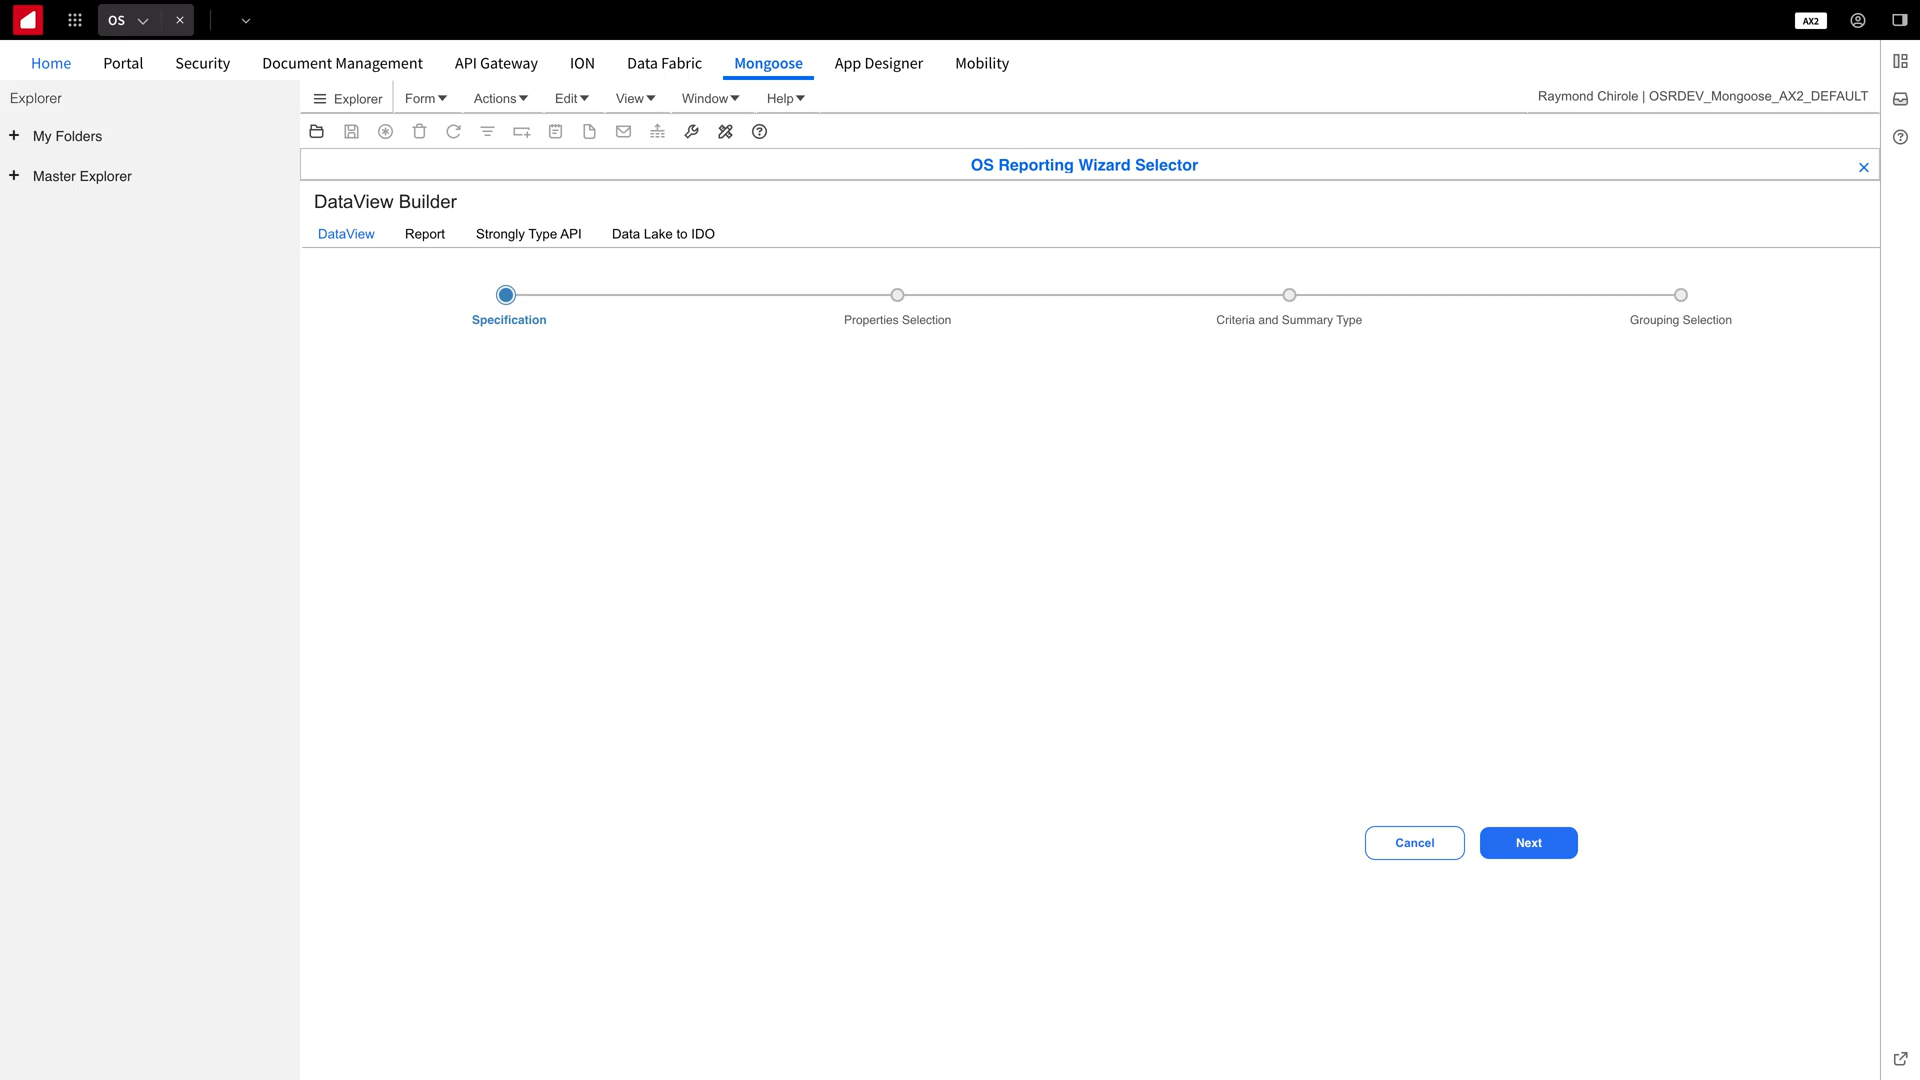 OS
AX2
Home Portal Security Document Management API Gateway ION Data Fabric Mongoose App Designer Mobility
Explorer
My Folders
Master Explorer
Explorer Form Actions Edit View Window Help
Raymond Chirole | OSRDEV_Mongoose_AX2_DEFAULT
OS Reporting Wizard Selector
DataView Builder
DataView Report Strongly Type API Data Lake to IDO
Specification Properties Selection Criteria and Summary Type Grouping Selection
Cancel Next